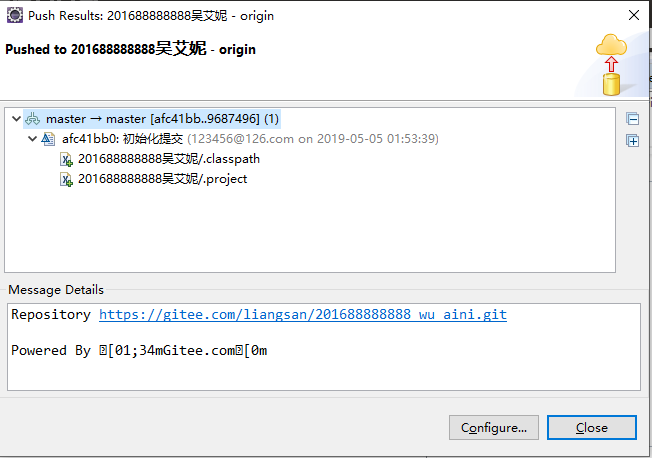 Push Results: 201688888888吴艾妮 - origin
Pushed to 201688888888吴艾妮 - origin
master → master [afc41bb..9687496] (1)
afc41bb0: 初始化提交 (123456@126.com on 2019-05-05 01:53:39)
201688888888吴艾妮/.classpath
201688888888吴艾妮/.project
Message Details
Repository https://gitee.com/liangsan/201688888888_wu_aini.git
Powered By [01;34mGitee.com[0m
Configure...
Close